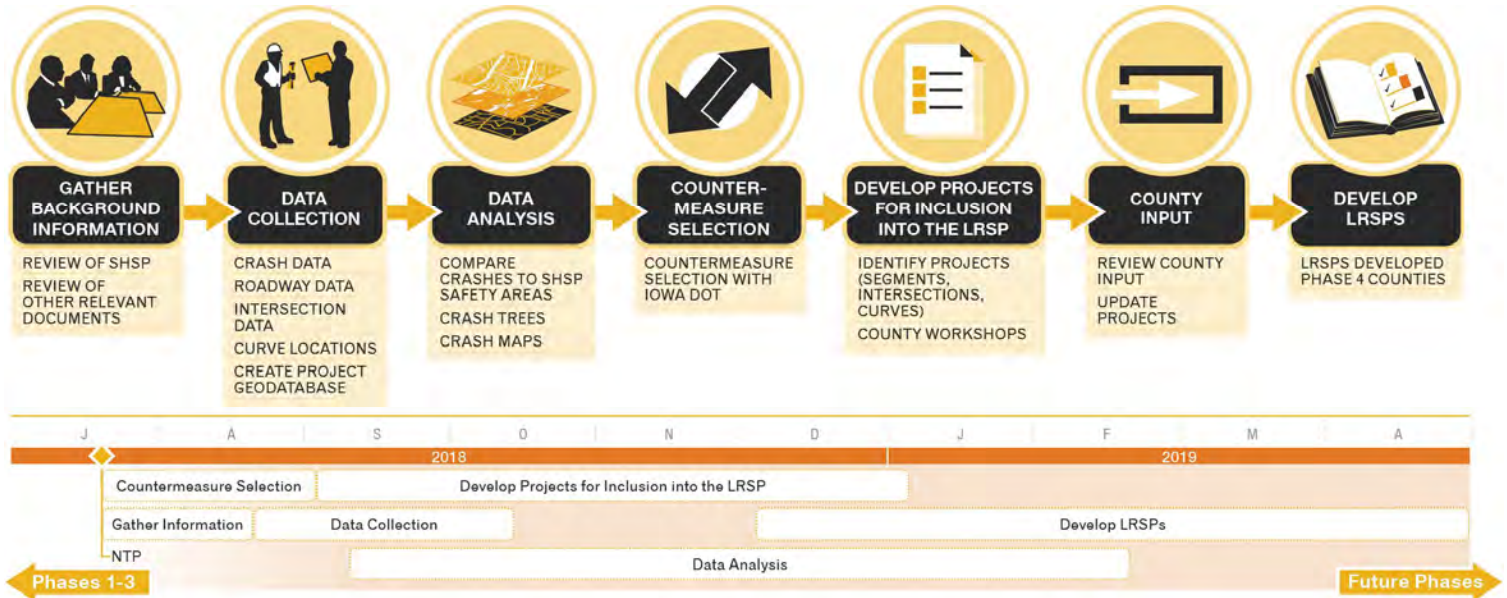 GATHER
BACKGROUND
INFORMATION
REVIEW OF SHSP
REVIEW OF
OTHER RELEVANT
DOCUMENTS
DATA
COLLECTION
CRASH DATA
ROADWAY DATA
INTERSECTION
DATA
CURVE LOCATIONS
CREATE PROJECT
GEODATABASE
DATA
ANALYSIS
COMPARE
CRASHES TO SHSP
SAFETY AREAS
CRASH TREES
CRASH MAPS
COUNTER-
MEASURE
SELECTION
COUNTERMEASURE
SELECTION WITH
IOWA DOT
DEVELOP PROJECTS
FOR INCLUSION
INTO THE LRSP
IDENTIFY PROJECTS
(SEGMENTS,
INTERSECTIONS,
CURVES)
COUNTY WORKSHOPS
COUNTY
INPUT
REVIEW COUNTY
INPUT
UPDATE
PROJECTS
DEVELOP
LRSPS
LRSPS DEVELOPED
PHASE 4 COUNTIES
J A S O N D J F M A
2018 2019
Countermeasure Selection Develop Projects for Inclusion into the LRSP
Gather Information Data Collection Develop LRSPs
NTP Data Analysis
Phases 1-3 Future Phases